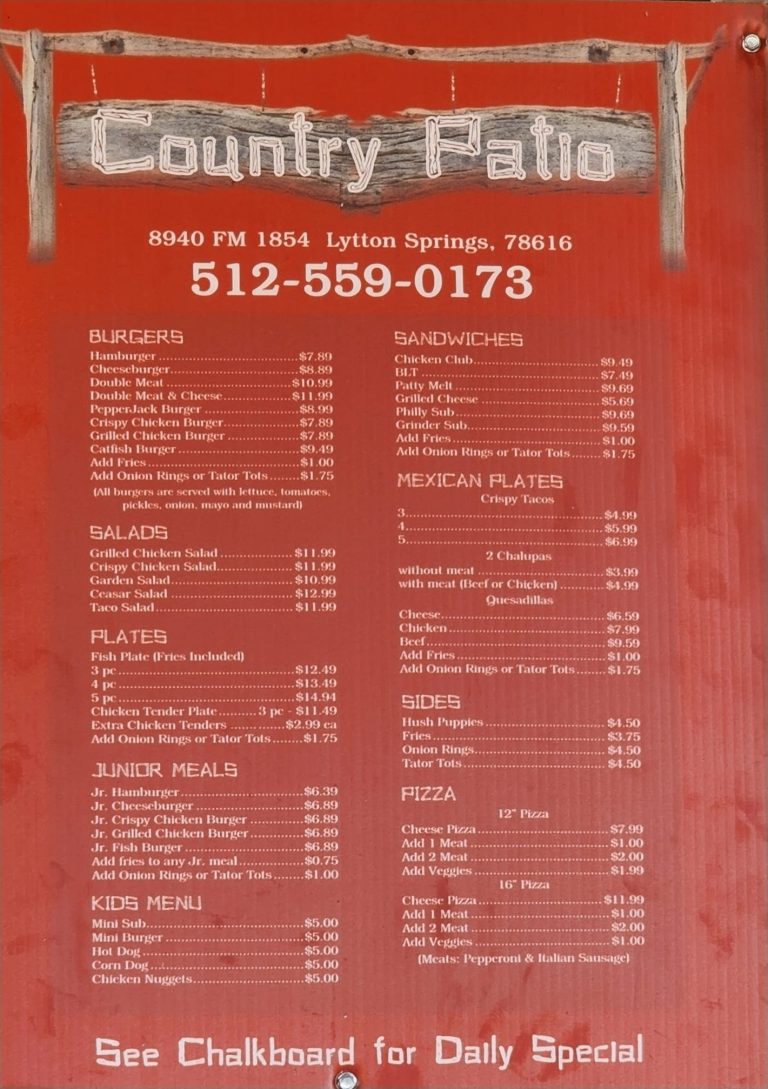 Country Patio
8940 FM 1854 Lytton Springs, 78616
512-559-0173
BURGERS
Hamburger ..............................$7.89
Cheeseburger..............................$8.89
Double Meat ..............................$10.99
Double Meat & Cheese....................$11.99
PepperJack Burger ....................$8.99
Crispy Chicken Burger....................$7.89
Grilled Chicken Burger....................$7.89
Catfish Burger ..............................$9.49
Add Fries..............................$1.00
Add Onion Rings or Tator Tots......$1.75
(All burgers are served with lettuce, tomatoes,
pickles, onion, mayo and mustard)
SALADS
Grilled Chicken Salad ....................$11.99
Crispy Chicken Salad....................$11.99
Garden Salad..............................$10.99
Ceasar Salad ..............................$12.99
Taco Salad..............................$11.99
PLATES
Fish Plate (Fries Included)
3 pc..............................$12.49
4 pc..............................$13.49
5 pc..............................$14.94
Chicken Tender Plate.........3 pc - $11.49
Extra Chicken Tenders ............$2.99 ea
Add Onion Rings or Tator Tots.......$1.75
JUNIOR MEALS
Jr. Hamburger..............................$6.39
Jr. Cheeseburger ....................$6.89
Jr. Crispy Chicken Burger ............$6.89
Jr. Grilled Chicken Burger............$6.89
Jr. Fish Burger ..............................$6.89
Add fries to any Jr. meal..............$0.75
Add Onion Rings or Tator Tots.......$1.00
KIDS MENU
Mini Sub..............................$5.00
Mini Burger ..............................$5.00
Hot Dog ..............................$5.00
Corn Dog..............................$5.00
Chicken Nuggets..............................$5.00
SANDWICHES
Chicken Club..............................$9.49
BLT ..............................$7.49
Patty Melt ..............................$9.69
Grilled Cheese ..............................$5.69
Philly Sub..............................$9.69
Grinder Sub..............................$9.59
Add Fries ..............................$1.00
Add Onion Rings or Tator Tots.......$1.75
MEXICAN PLATES
Crispy Tacos
3..............................$4.99
4..............................$5.99
5..............................$6.99
2 Chalupas
without meat ..............................$3.99
with meat (Beef or Chicken) ..........$4.99
Quesadillas
Cheese..............................$6.59
Chicken..............................$7.99
Beef..............................$9.59
Add Fries ..............................$1.00
Add Onion Rings or Tator Tots.......$1.75
SIDES
Hush Puppies..............................$4.50
Fries..............................$3.75
Onion Rings..............................$4.50
Tator Tots..............................$4.50
PIZZA
12" Pizza
Cheese Pizza..............................$7.99
Add 1 Meat..............................$1.00
Add 2 Meat..............................$2.00
Add Veggies ..............................$1.99
16" Pizza
Cheese Pizza..............................$11.99
Add 1 Meat..............................$1.00
Add 2 Meat..............................$2.00
Add Veggies ..............................$1.00
(Meats: Pepperoni & Italian Sausage)
See Chalkboard for Daily Special